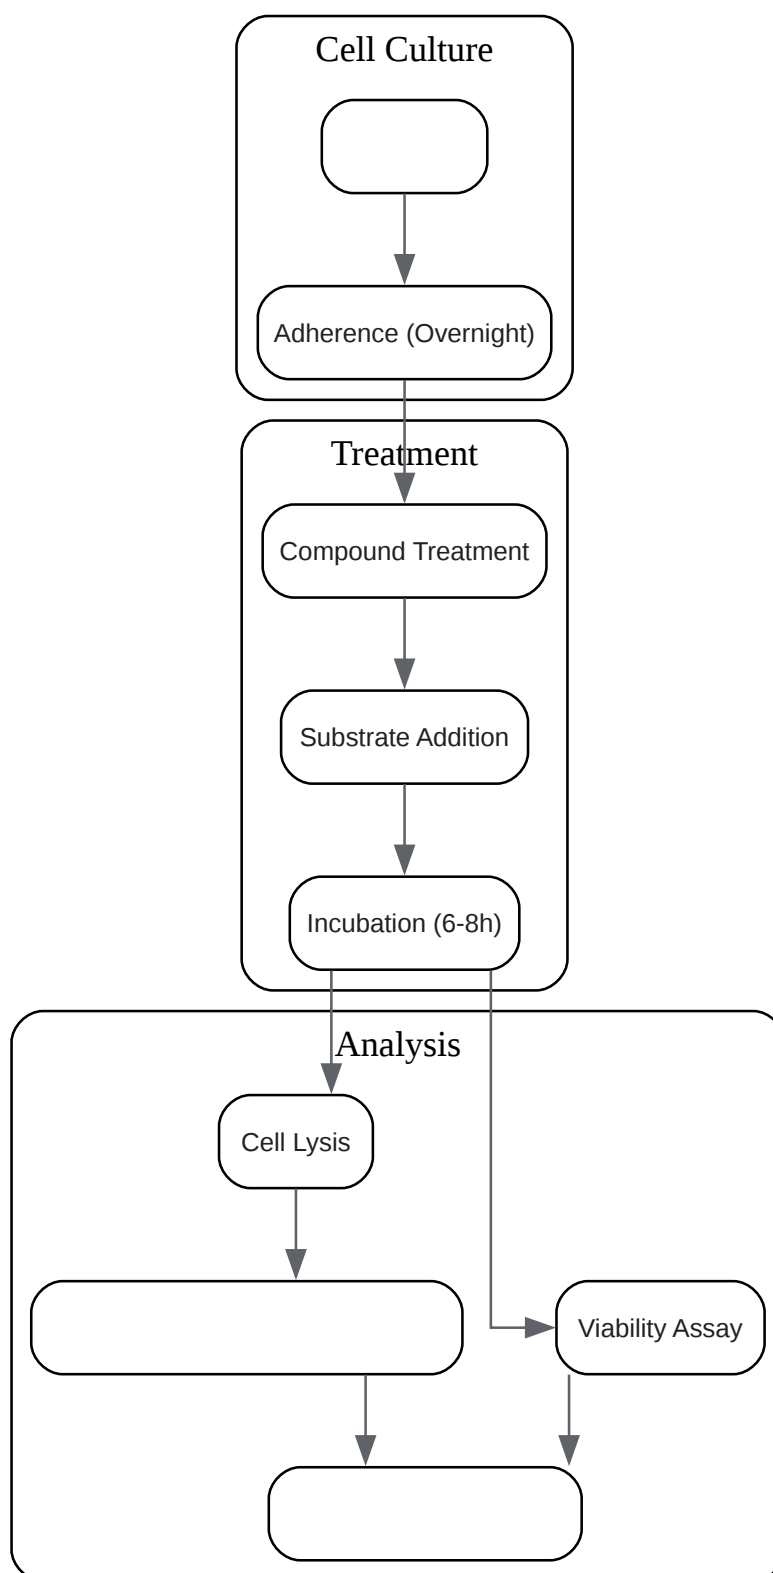 Cell Culture
Adherence (Overnight)
Treatment
Compound Treatment
Substrate Addition
Incubation (6-8h)
Analysis
Cell Lysis
Viability Assay